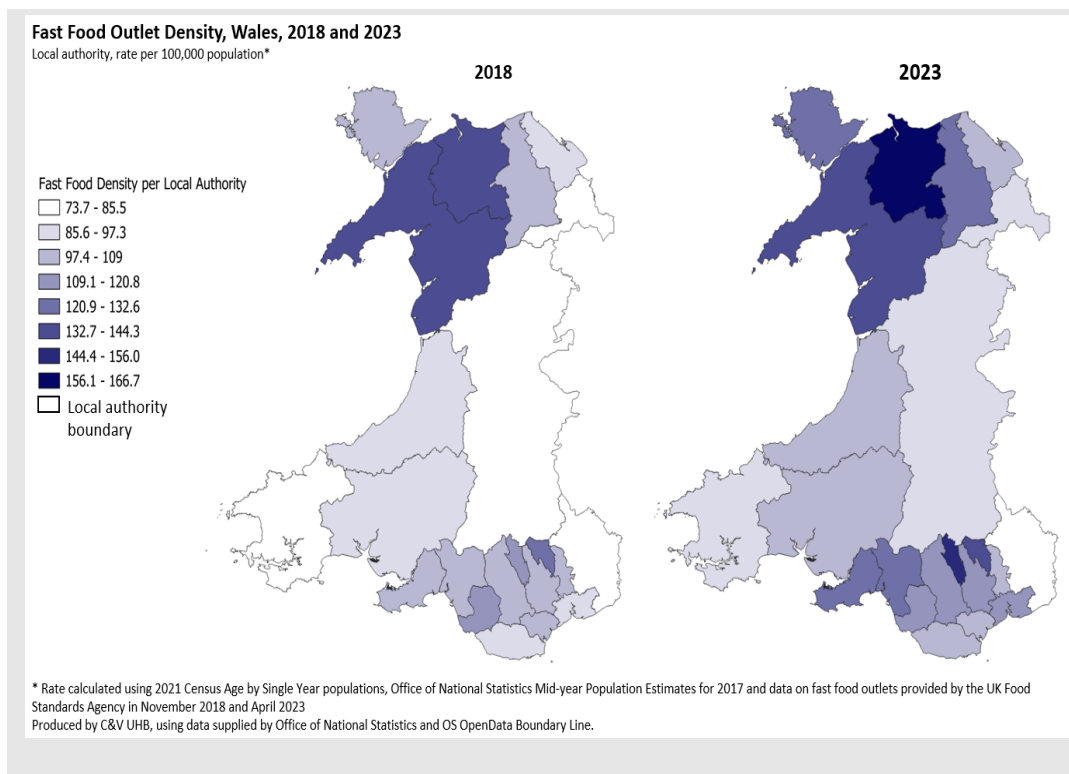 Fast Food Outlet Density, Wales, 2018 and 2023
Local authority, rate per 100,000 population*
2018
2023
Fast Food Density per Local Authority
73.7 - 85.5
85.6 - 97.3
97.4 - 109
109.1 - 120.8
120.9 - 132.6
132.7 - 144.3
144.4 - 156.0
156.1 - 166.7
Local authority
boundary
* Rate calculated using 2021 Census Age by Single Year populations, Office of National Statistics Mid-year Population Estimates for 2017 and data on fast food outlets provided by the UK Food
Standards Agency in November 2018 and April 2023
Produced by C&V UHB, using data supplied by Office of National Statistics and OS OpenData Boundary Line.